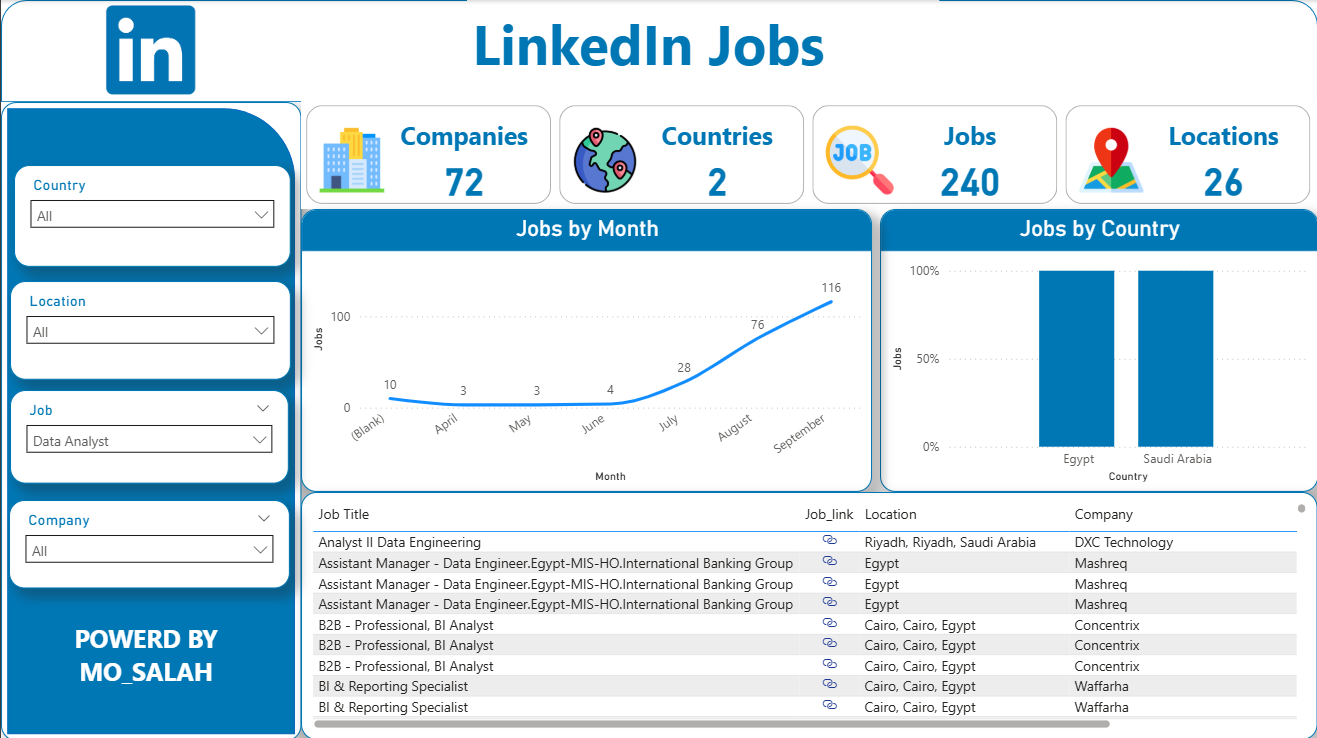 in
LinkedIn Jobs
Country
All
Location
All
Job
Data Analyst
Company
All
POWERD BY
MO_SALAH
Companies
72
Countries
2
JOB
Jobs
240
Locations
26
Jobs by Month
Jobs
100
0
10
3
3
4
28
76
116
(Blank)
April
May
June
July
August
September
Month
Jobs by Country
Jobs
100%
50%
0%
Egypt
Saudi Arabia
Country
Job Title Job_link Location Company
Analyst II Data Engineering Riyadh, Riyadh, Saudi Arabia DXC Technology
Assistant Manager - Data Engineer.Egypt-MIS-HO.International Banking Group Egypt Mashreq
Assistant Manager - Data Engineer.Egypt-MIS-HO.International Banking Group Egypt Mashreq
Assistant Manager - Data Engineer.Egypt-MIS-HO.International Banking Group Egypt Mashreq
B2B - Professional, BI Analyst Cairo, Cairo, Egypt Concentrix
B2B - Professional, BI Analyst Cairo, Cairo, Egypt Concentrix
B2B - Professional, BI Analyst Cairo, Cairo, Egypt Concentrix
BI & Reporting Specialist Cairo, Cairo, Egypt Waffarha
BI & Reporting Specialist Cairo, Cairo, Egypt Waffarha